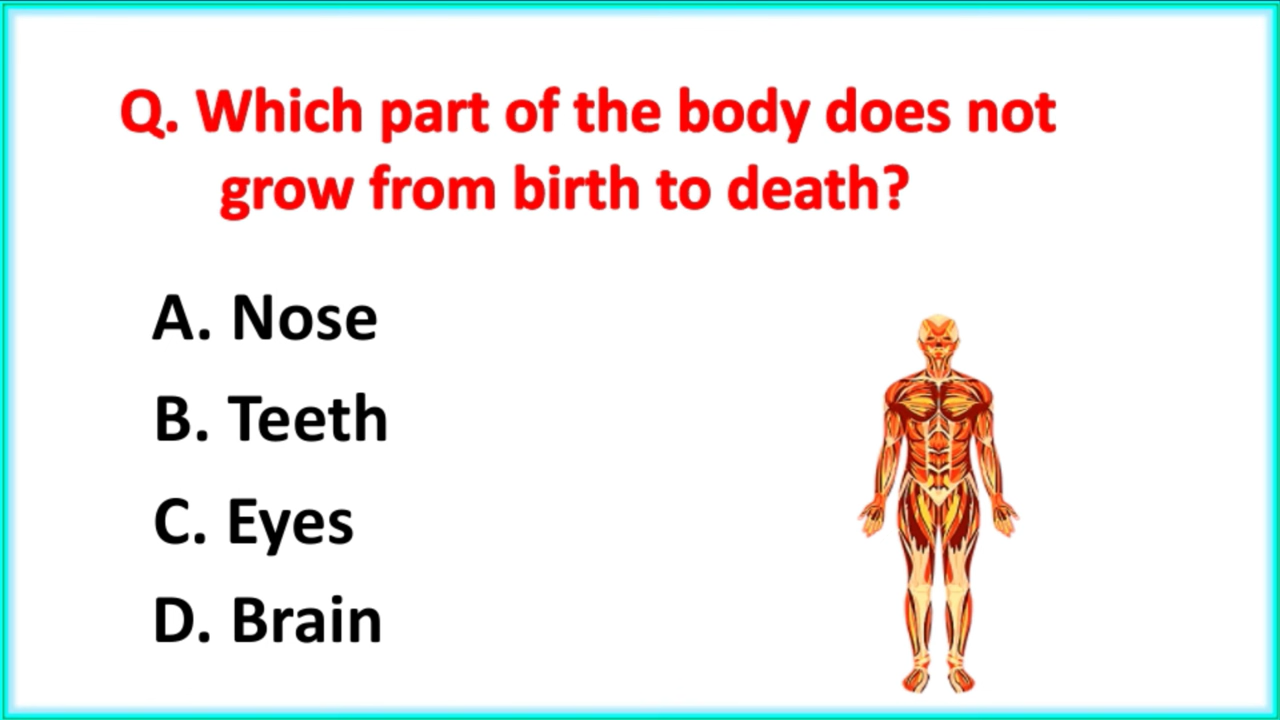 Q. Which part of the body does not
grow from birth to death?
A. Nose
B. Teeth
C. Eyes
D. Brain